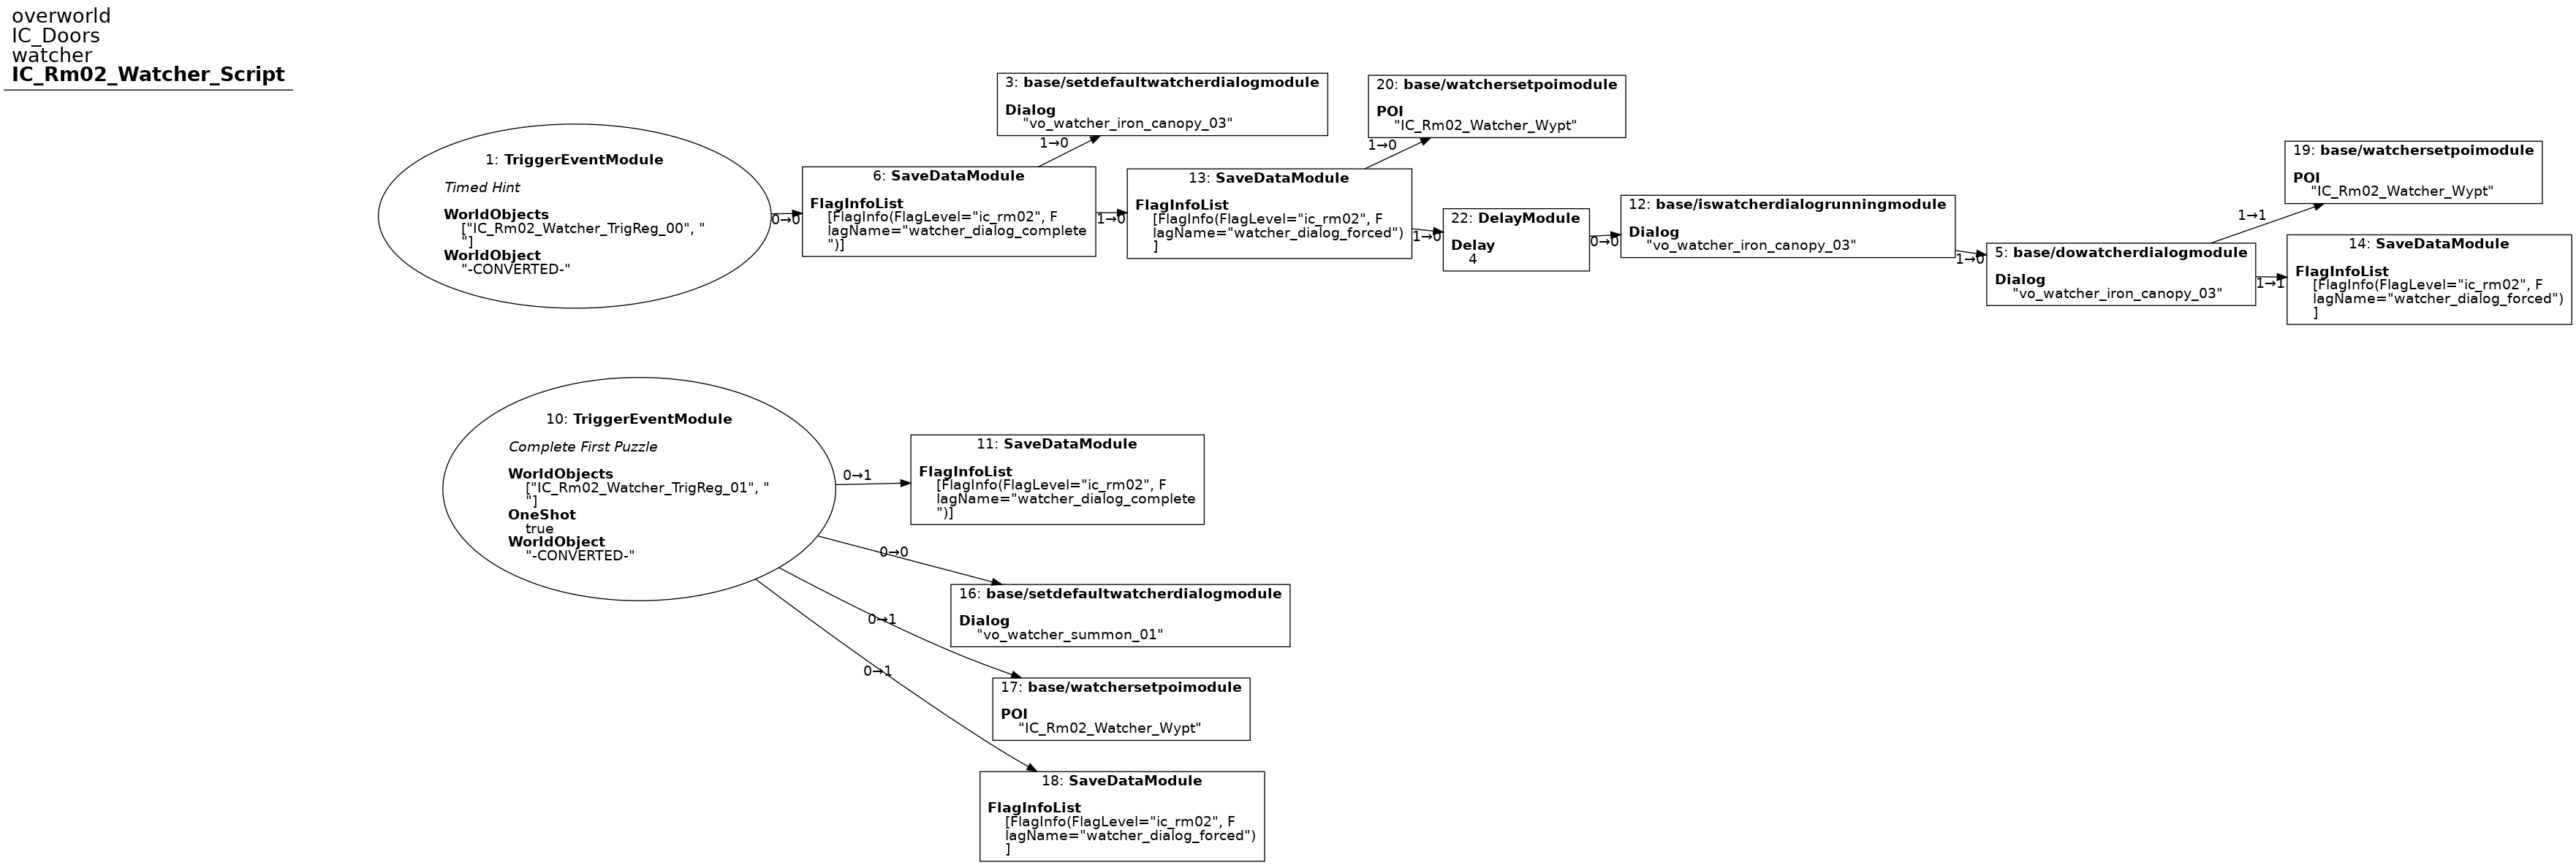 overworld
IC_Doors
watcher
IC_Rm02_Watcher_Script
3: base/setdefaultwatcherdialogmodule
Dialog
"vo_watcher_iron_canopy_03"
20: base/watchersetpoimodule
POI
"IC_Rm02_Watcher_Wypt"
1→0
1→0
1: TriggerEventModule
Timed Hint
WorldObjects
["IC_Rm02_Watcher_TrigReg_00", "
"]
WorldObject
"-CONVERTED-"
0→0
6: SaveDataModule
FlagInfoList
[FlagInfo(FlagLevel="ic_rm02", F
lagName="watcher_dialog_complete
")]
1→0
13: SaveDataModule
FlagInfoList
[FlagInfo(FlagLevel="ic_rm02", F
lagName="watcher_dialog_forced")
]
1→0
22: DelayModule
Delay
4
0→0
12: base/iswatcherdialogrunningmodule
Dialog
"vo_watcher_iron_canopy_03"
1→0
5: base/dowatcherdialogmodule
Dialog
"vo_watcher_iron_canopy_03"
1→1
19: base/watchersetpoimodule
POI
"IC_Rm02_Watcher_Wypt"
1→1
14: SaveDataModule
FlagInfoList
[FlagInfo(FlagLevel="ic_rm02", F
lagName="watcher_dialog_forced")
]
10: TriggerEventModule
Complete First Puzzle
WorldObjects
["IC_Rm02_Watcher_TrigReg_01", "
"]
OneShot
true
WorldObject
"-CONVERTED-"
0→1
11: SaveDataModule
FlagInfoList
[FlagInfo(FlagLevel="ic_rm02", F
lagName="watcher_dialog_complete
")]
0→0
16: base/setdefaultwatcherdialogmodule
Dialog
"vo_watcher_summon_01"
0→1
17: base/watchersetpoimodule
POI
"IC_Rm02_Watcher_Wypt"
0→1
18: SaveDataModule
FlagInfoList
[FlagInfo(FlagLevel="ic_rm02", F
lagName="watcher_dialog_forced")
]